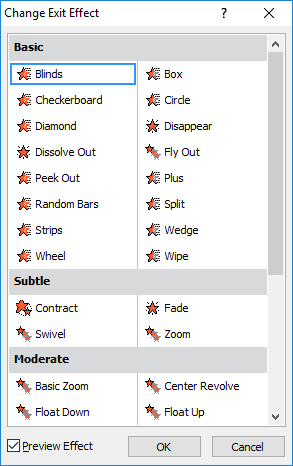 Change Exit Effect ?
Basic
Blinds Box
Checkerboard Circle
Diamond Disappear
Dissolve Out Fly Out
Peek Out Plus
Random Bars Split
Strips Wedge
Wheel Wipe
Subtle
Contract Fade
Swivel Zoom
Moderate
Basic Zoom Center Revolve
Float Down Float Up
Preview Effect OK Cancel